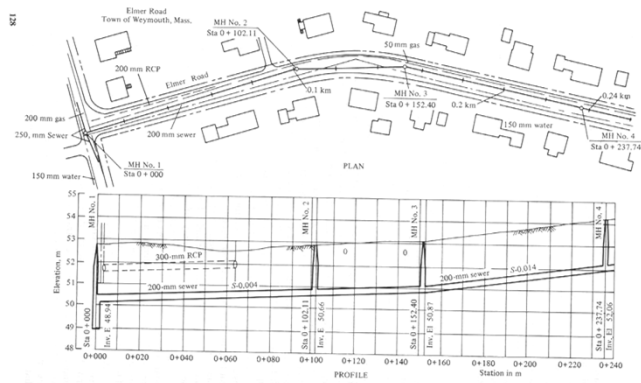 128
Elmer Road
Town of Weymouth, Mass.
MH No. 2
Sta 0 + 102.11
200 mm RCP
Elmer Road
50 mm gas
0.1 km
MH No. 3
Sta 0 + 152.40
0.2 km
0.24 km
200 mm gas
250, mm Sewer
200 mm sewer
MH No. 1
Sta 0 + 000
150 mm water
150 mm water
MH No. 4
Sta 0 + 237.74
PLAN
Elevation, m
55
54
53
52
51
50
49
48
MH No. 1
MH No. 2
MH No. 3
MH No. 4
300-mm RCP
0
0
200-mm sewer
S-0.004
200-mm sewer
S-0.014
Sta 0 + 000
Inv, E 48,94
Sta 0 + 102.11
Inv, E 50,66
Sta 0 + 152.40
Inv, El 50,87
Sta 0 + 237.74
Inv, El 52,06
0+000
0+020
0+040
0+060
0+080
0+100
0+120
0+140
0+160
0+180
0+200
0+220
0+240
PROFILE
Station in m